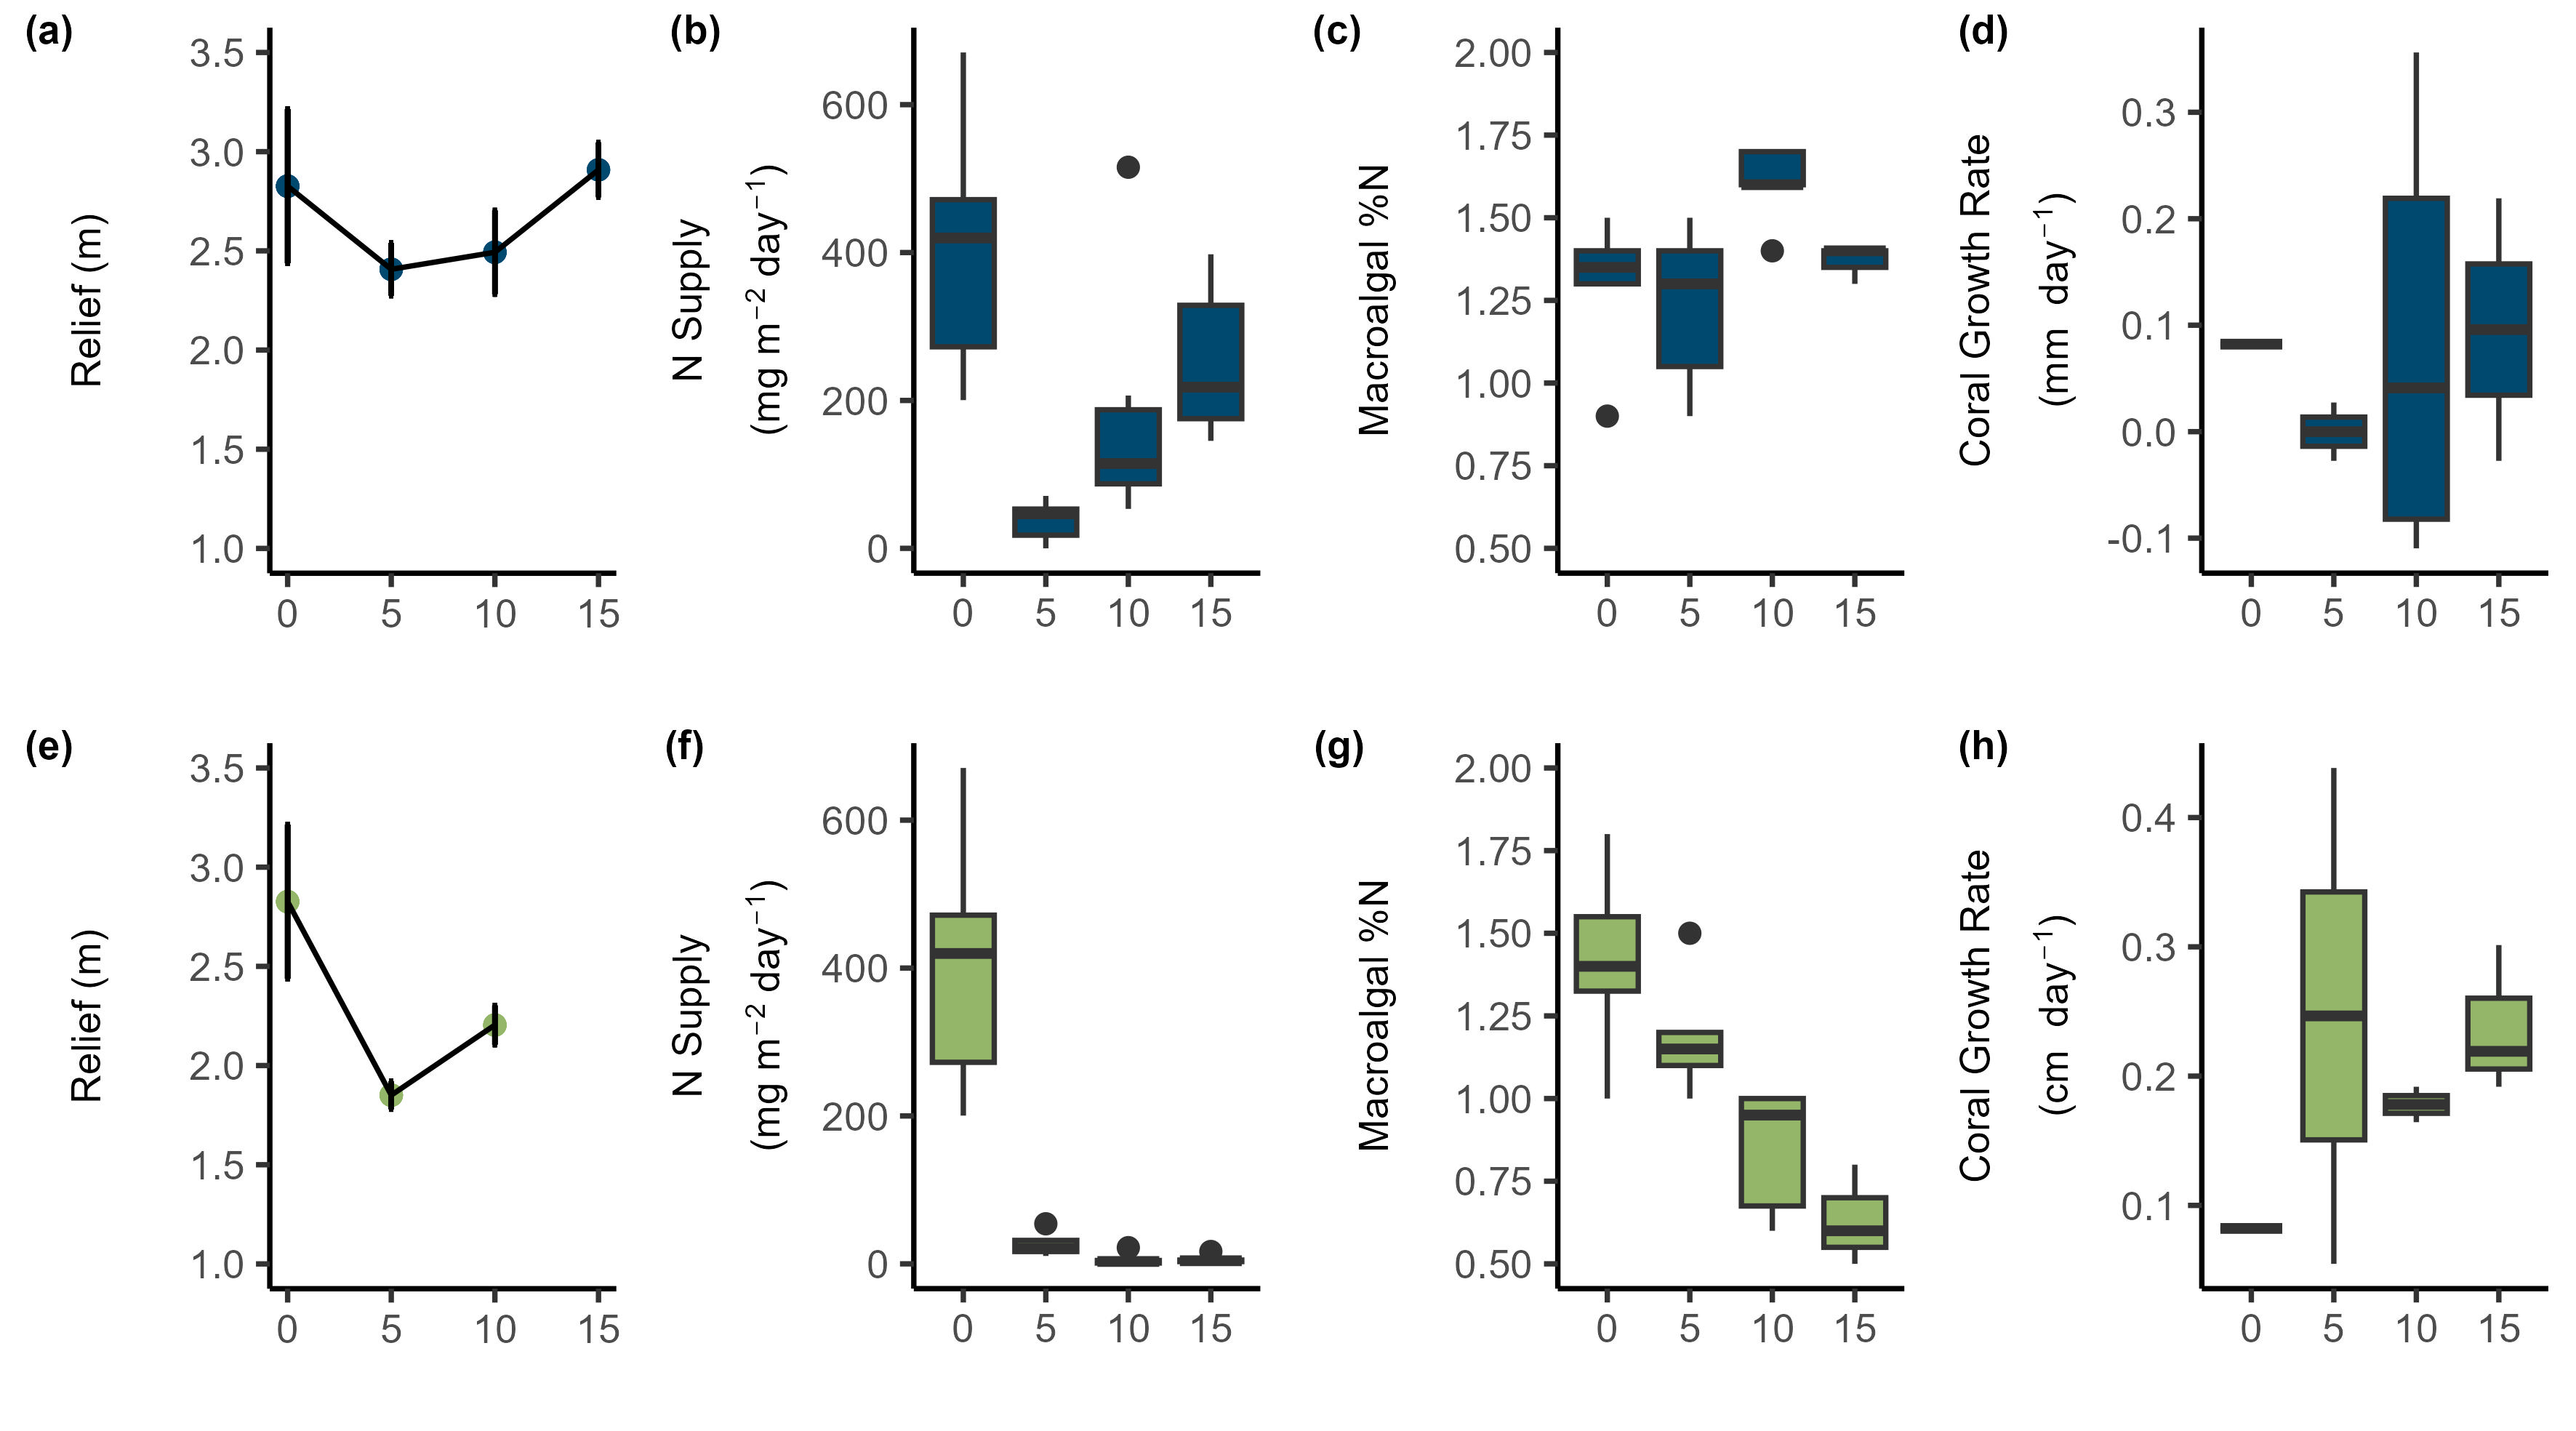 (a)
Relief (m)
3.5
3.0
2.5
2.0
1.5
1.0
0 5 10 15
(b)
N Supply
(mg m⁻² day⁻¹)
600
400
200
0
0 5 10 15
(c)
Macroalgal %N
2.00
1.75
1.50
1.25
1.00
0.75
0.50
0 5 10 15
(d)
Coral Growth Rate
(mm day⁻¹)
0.3
0.2
0.1
0.0
-0.1
0 5 10 15
(e)
Relief (m)
3.5
3.0
2.5
2.0
1.5
1.0
0 5 10 15
(f)
N Supply
(mg m⁻² day⁻¹)
600
400
200
0
0 5 10 15
(g)
Macroalgal %N
2.00
1.75
1.50
1.25
1.00
0.75
0.50
0 5 10 15
(h)
Coral Growth Rate
(cm day⁻¹)
0.4
0.3
0.2
0.1
0 5 10 15